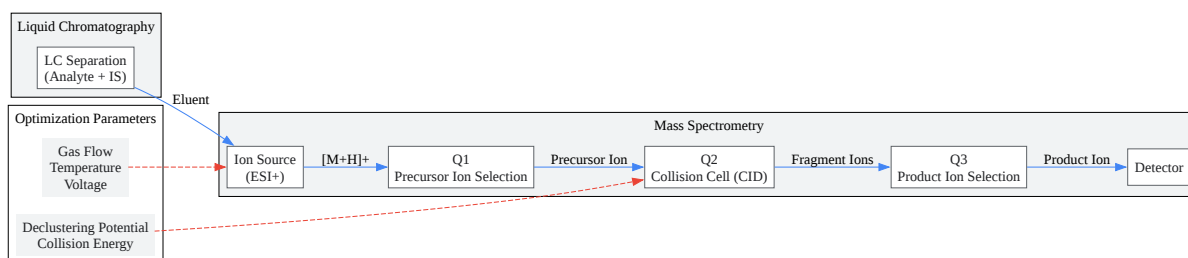 Liquid Chromatography
LC Separation
(Analyte + IS)
Eluent
Optimization Parameters
Gas Flow
Temperature
Voltage
Declustering Potential
Collision Energy
Mass Spectrometry
Ion Source
(ESI+)
[M+H]+
Q1
Precursor Ion Selection
Precursor Ion
Q2
Collision Cell (CID)
Fragment Ions
Q3
Product Ion Selection
Product Ion
Detector